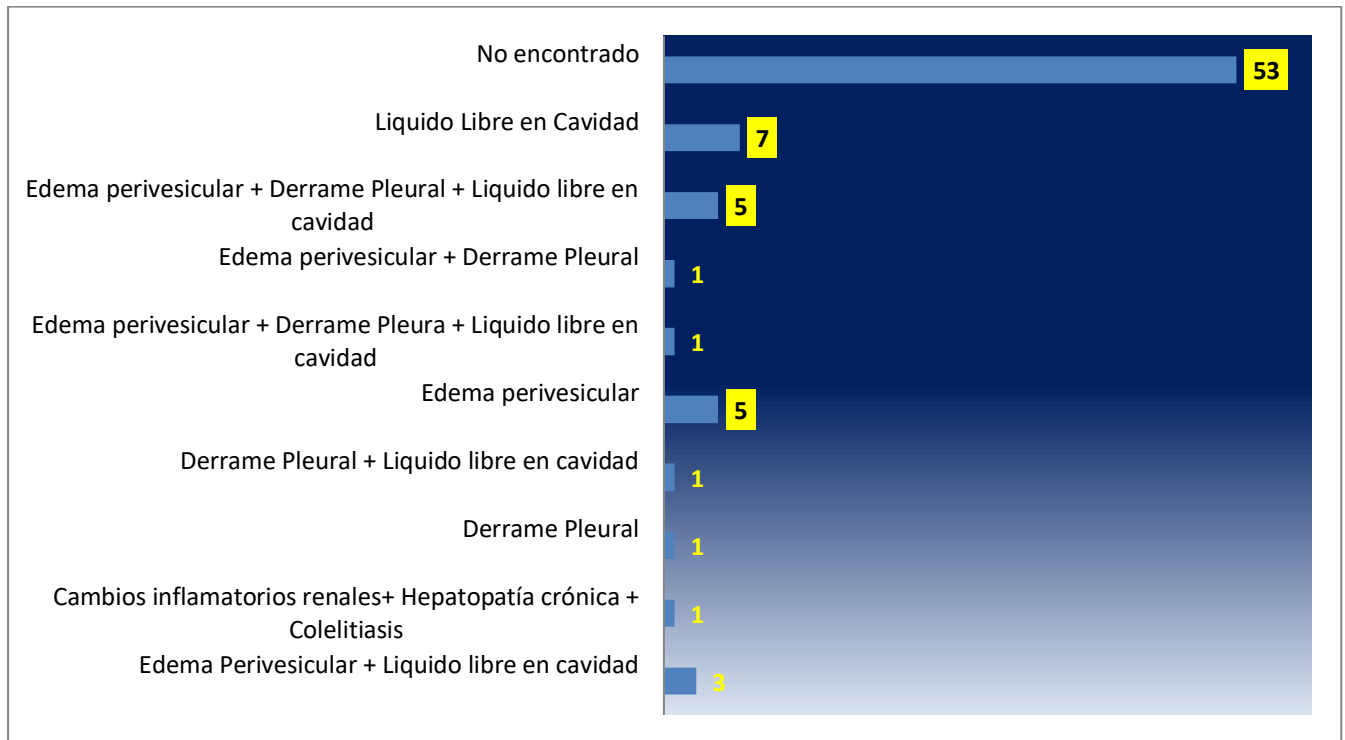 No encontrado
53
Liquido Libre en Cavidad
7
Edema perivesicular + Derrame Pleural + Liquido libre en
cavidad
5
Edema perivesicular + Derrame Pleural
1
Edema perivesicular + Derrame Pleura + Liquido libre en
cavidad
1
Edema perivesicular
5
Derrame Pleural + Liquido libre en cavidad
1
Derrame Pleural
1
Cambios inflamatorios renales+ Hepatopatía crónica +
Colelitiasis
1
Edema Perivesicular + Liquido libre en cavidad
3